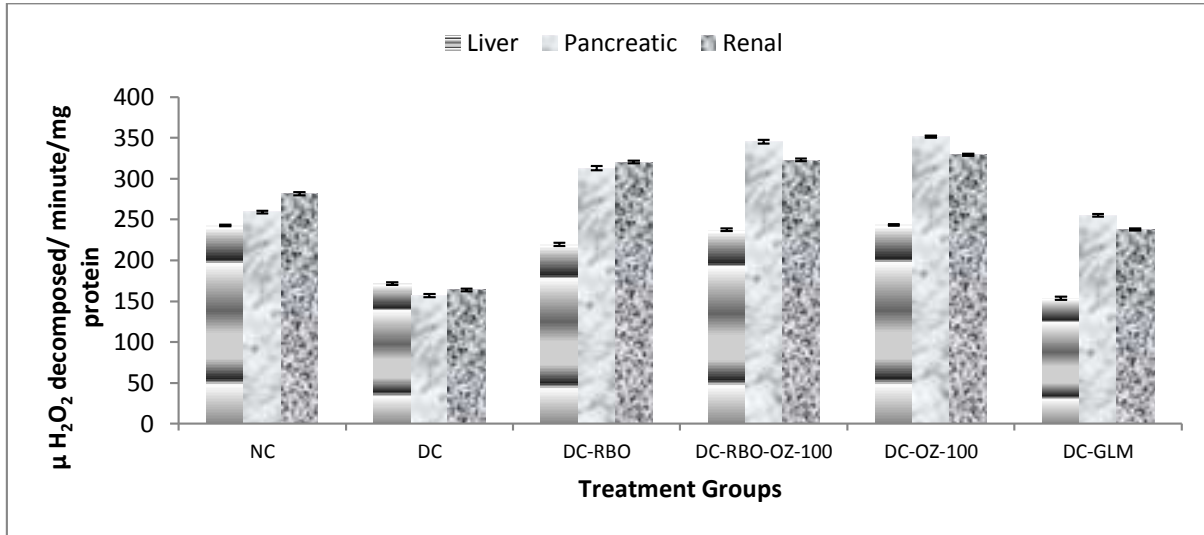 Liver Pancreatic Renal
400
350
300
250
200
150
100
50
0
µ H₂O₂ decomposed/ minute/mg
protein
NC DC DC-RBO DC-RBO-OZ-100 DC-OZ-100 DC-GLM
Treatment Groups